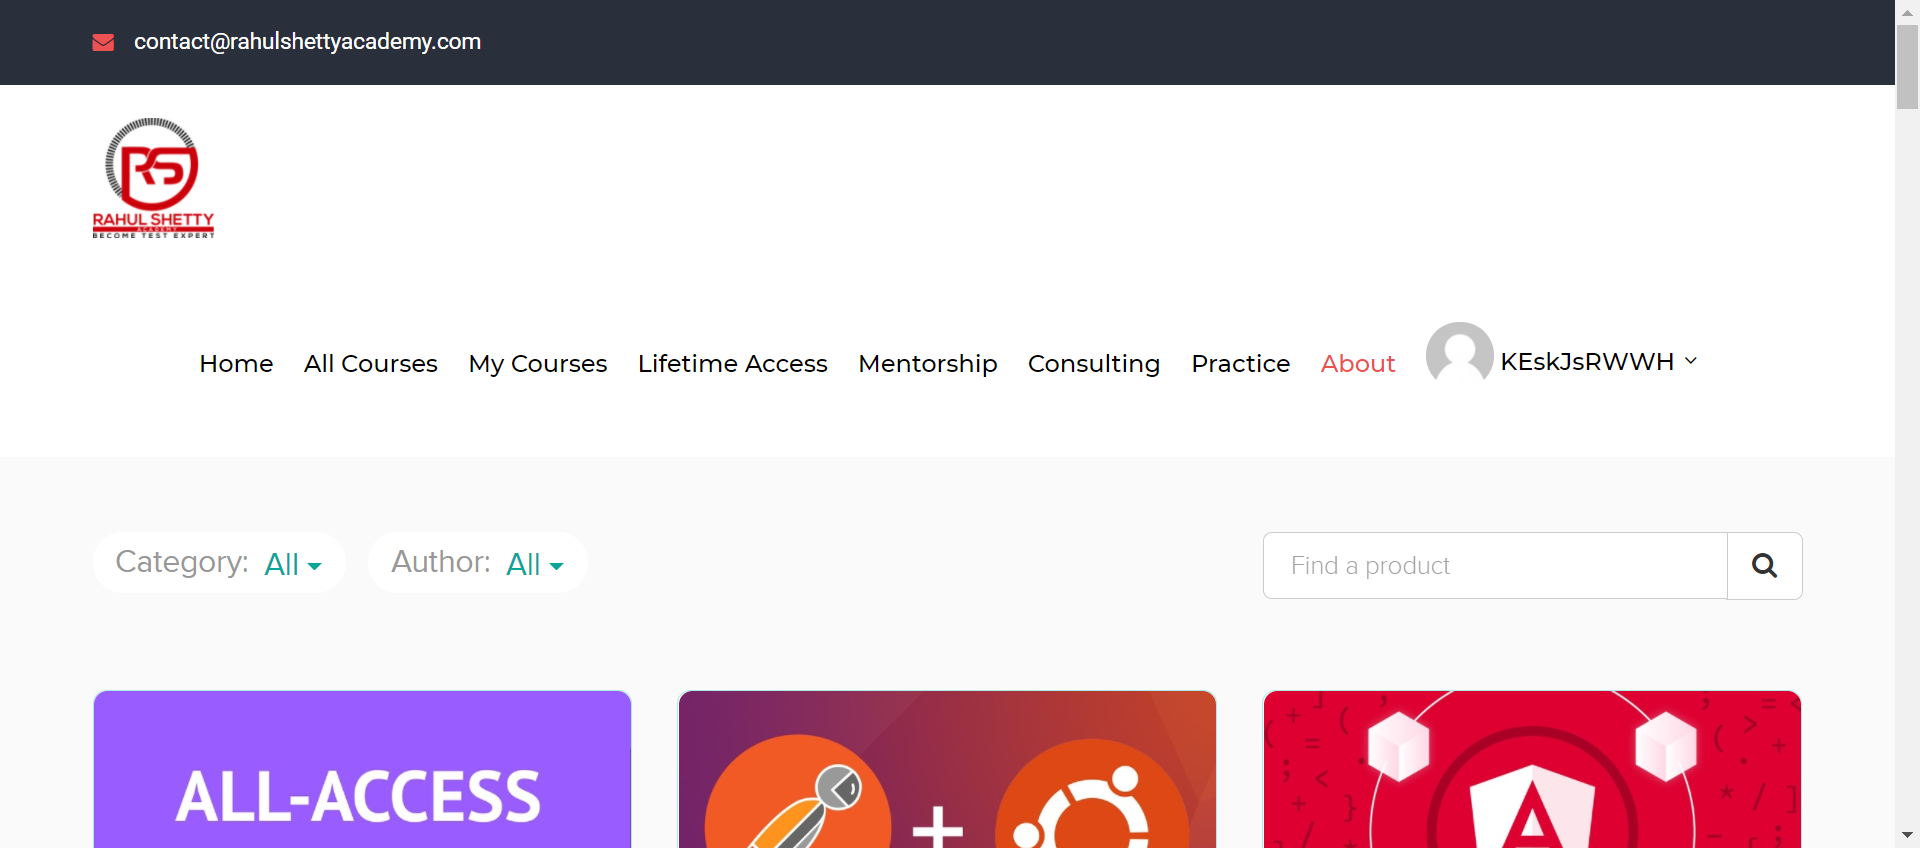 contact@rahulshettyacademy.com
RS
RAHUL SHETTY
ACADEMY
BECOME TEST EXPERT
Home All Courses My Courses Lifetime Access Mentorship Consulting Practice About KEskJsRWWH
Category: All Author: All Find a product
ALL-ACCESS